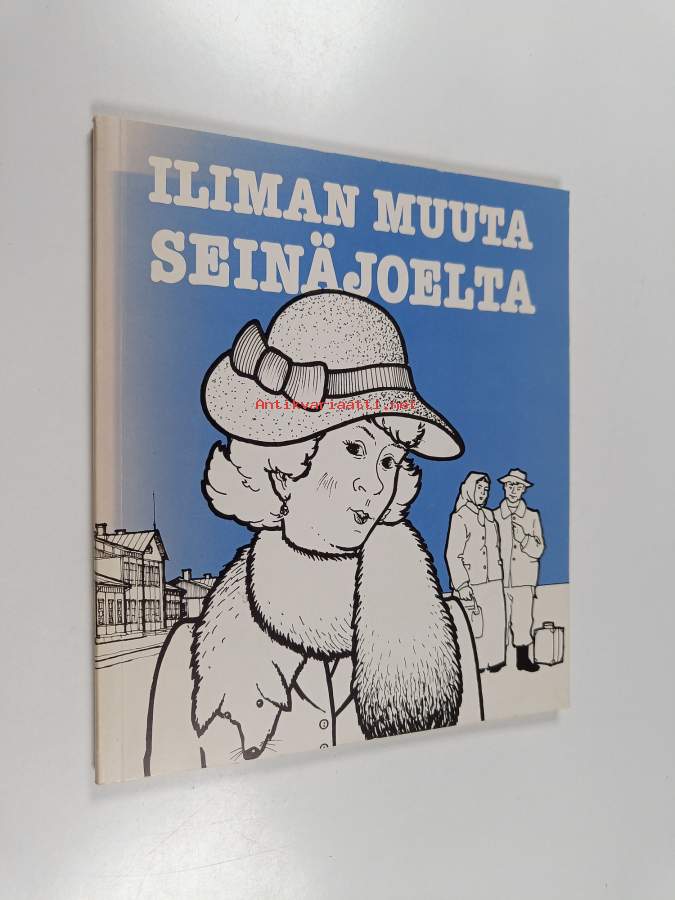 ILIMAN MUUTA
SEINÄJOELTA
Antikvariaatti.net